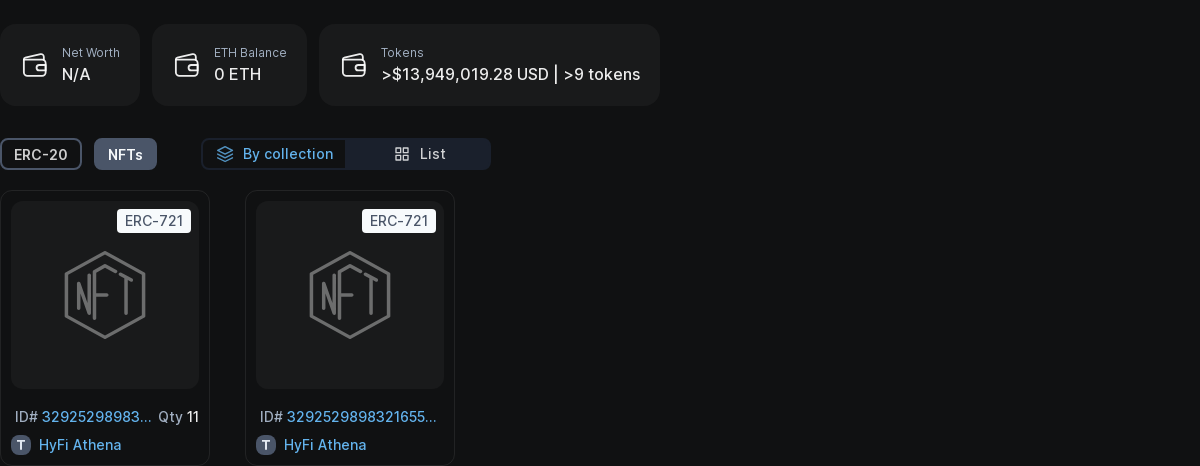 Net Worth
N/A
ETH Balance
0 ETH
Tokens
>$13,949,019.28 USD | >9 tokens
ERC-20
NFTs
By collection
List
ERC-721
NFT
ID# 32925298983... Qty 11
T HyFi Athena
ERC-721
NFT
ID# 3292529898321655...
T HyFi Athena